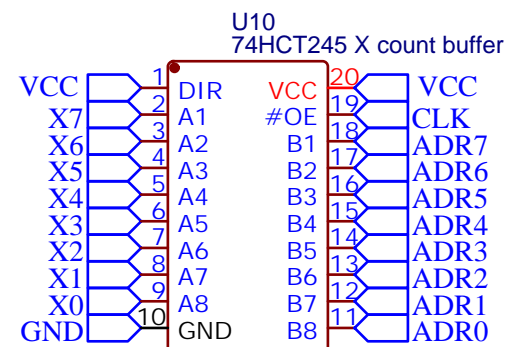 U10
74HCT245 X count buffer
VCC 1 DIR VCC 20 VCC
X7 2 A1 #OE 19 CLK
X6 3 A2 B1 18 ADR7
X5 4 A3 B2 17 ADR6
X4 5 A4 B3 16 ADR5
X3 6 A5 B4 15 ADR4
X2 7 A6 B5 14 ADR3
X1 8 A7 B6 13 ADR2
X0 9 A8 B7 12 ADR1
GND 10 GND B8 11 ADR0